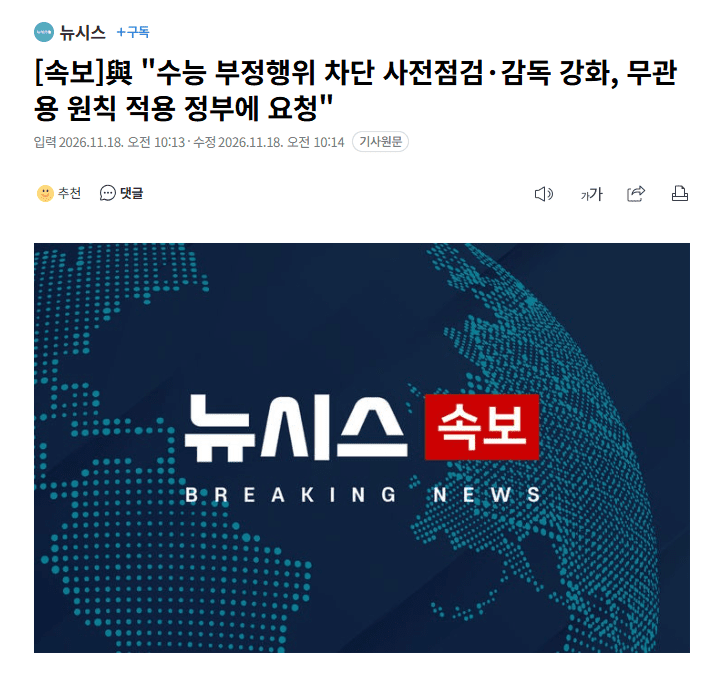 뉴시스 +구독
[속보]與 "수능 부정행위 차단 사전점검·감독 강화, 무관
용 원칙 적용 정부에 요청"
입력 2026.11.18. 오전 10:13 · 수정 2026.11.18. 오전 10:14 기사원문
추천 댓글 가가
뉴시스 속보
BREAKING NEWS